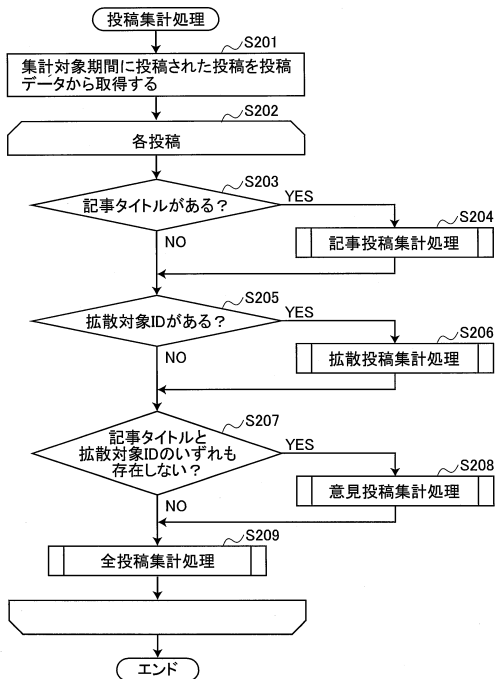 投稿集計処理
S201
集計対象期間に投稿された投稿を投稿
データから取得する
S202
各投稿
S203
記事タイトルがある?
YES
S204
記事投稿集計処理
NO
S205
拡散対象IDがある?
YES
S206
拡散投稿集計処理
NO
S207
記事タイトルと
拡散対象IDのいずれも
存在しない?
YES
S208
意見投稿集計処理
NO
S209
全投稿集計処理
エンド